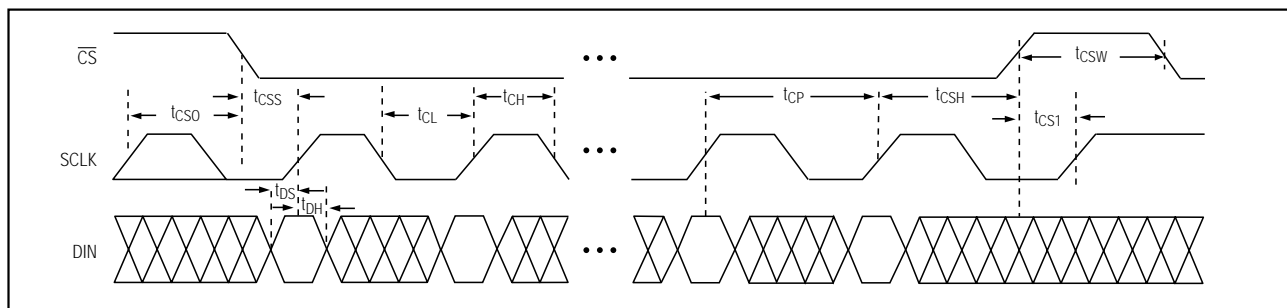 CS
tCSW
tCSS
tCH
tCP
tCSH
tCSO
tCL
tCS1
SCLK
tDS
tDH
DIN